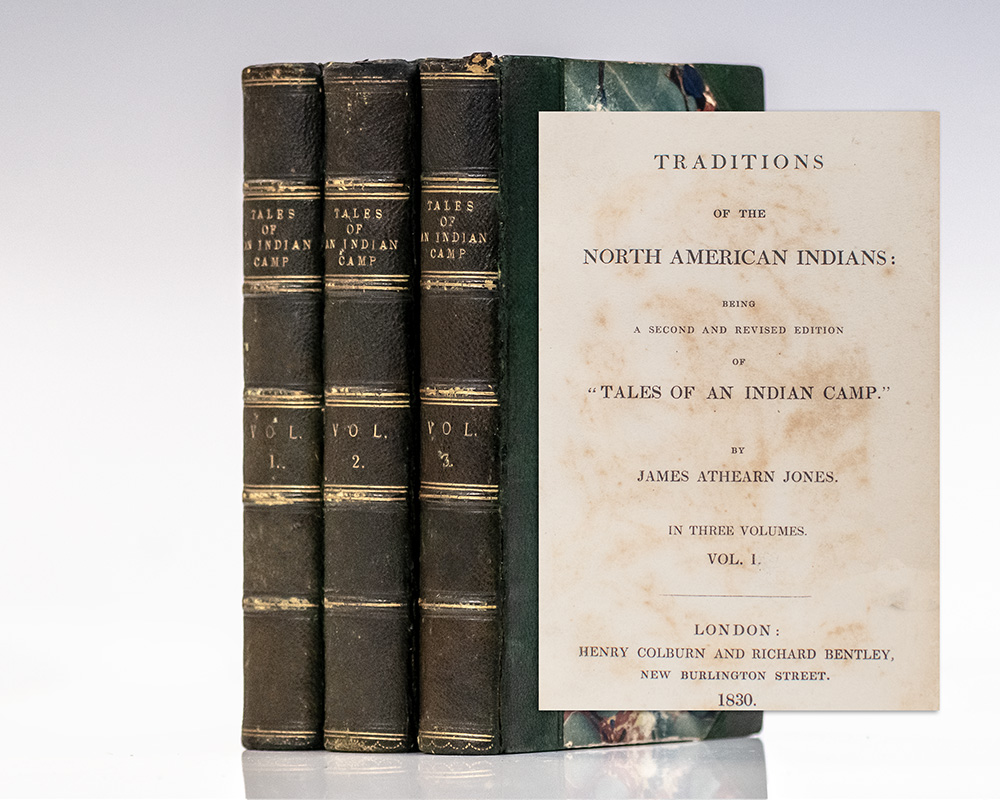 TALES
OF
AN INDIAN
CAMP
VOL.
1.
TALES
OF
AN INDIAN
CAMP
VOL.
2.
TALES
OF
AN INDIAN
CAMP
VOL.
3.
TRADITIONS
OF THE
NORTH AMERICAN INDIANS:
BEING
A SECOND AND REVISED EDITION
OF
"TALES OF AN INDIAN CAMP."
BY
JAMES ATHEARN JONES.
IN THREE VOLUMES.
VOL. I.
LONDON:
HENRY COLBURN AND RICHARD BENTLEY,
NEW BURLINGTON STREET.
1830.